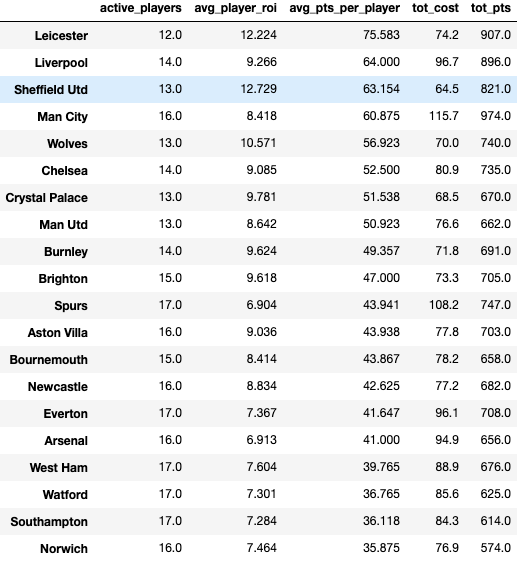 active_players avg_player_roi avg_pts_per_player tot_cost tot_pts
Leicester 12.0 12.224 75.583 74.2 907.0
Liverpool 14.0 9.266 64.000 96.7 896.0
Sheffield Utd 13.0 12.729 63.154 64.5 821.0
Man City 16.0 8.418 60.875 115.7 974.0
Wolves 13.0 10.571 56.923 70.0 740.0
Chelsea 14.0 9.085 52.500 80.9 735.0
Crystal Palace 13.0 9.781 51.538 68.5 670.0
Man Utd 13.0 8.642 50.923 76.6 662.0
Burnley 14.0 9.624 49.357 71.8 691.0
Brighton 15.0 9.618 47.000 73.3 705.0
Spurs 17.0 6.904 43.941 108.2 747.0
Aston Villa 16.0 9.036 43.938 77.8 703.0
Bournemouth 15.0 8.414 43.867 78.2 658.0
Newcastle 16.0 8.834 42.625 77.2 682.0
Everton 17.0 7.367 41.647 96.1 708.0
Arsenal 16.0 6.913 41.000 94.9 656.0
West Ham 17.0 7.604 39.765 88.9 676.0
Watford 17.0 7.301 36.765 85.6 625.0
Southampton 17.0 7.284 36.118 84.3 614.0
Norwich 16.0 7.464 35.875 76.9 574.0